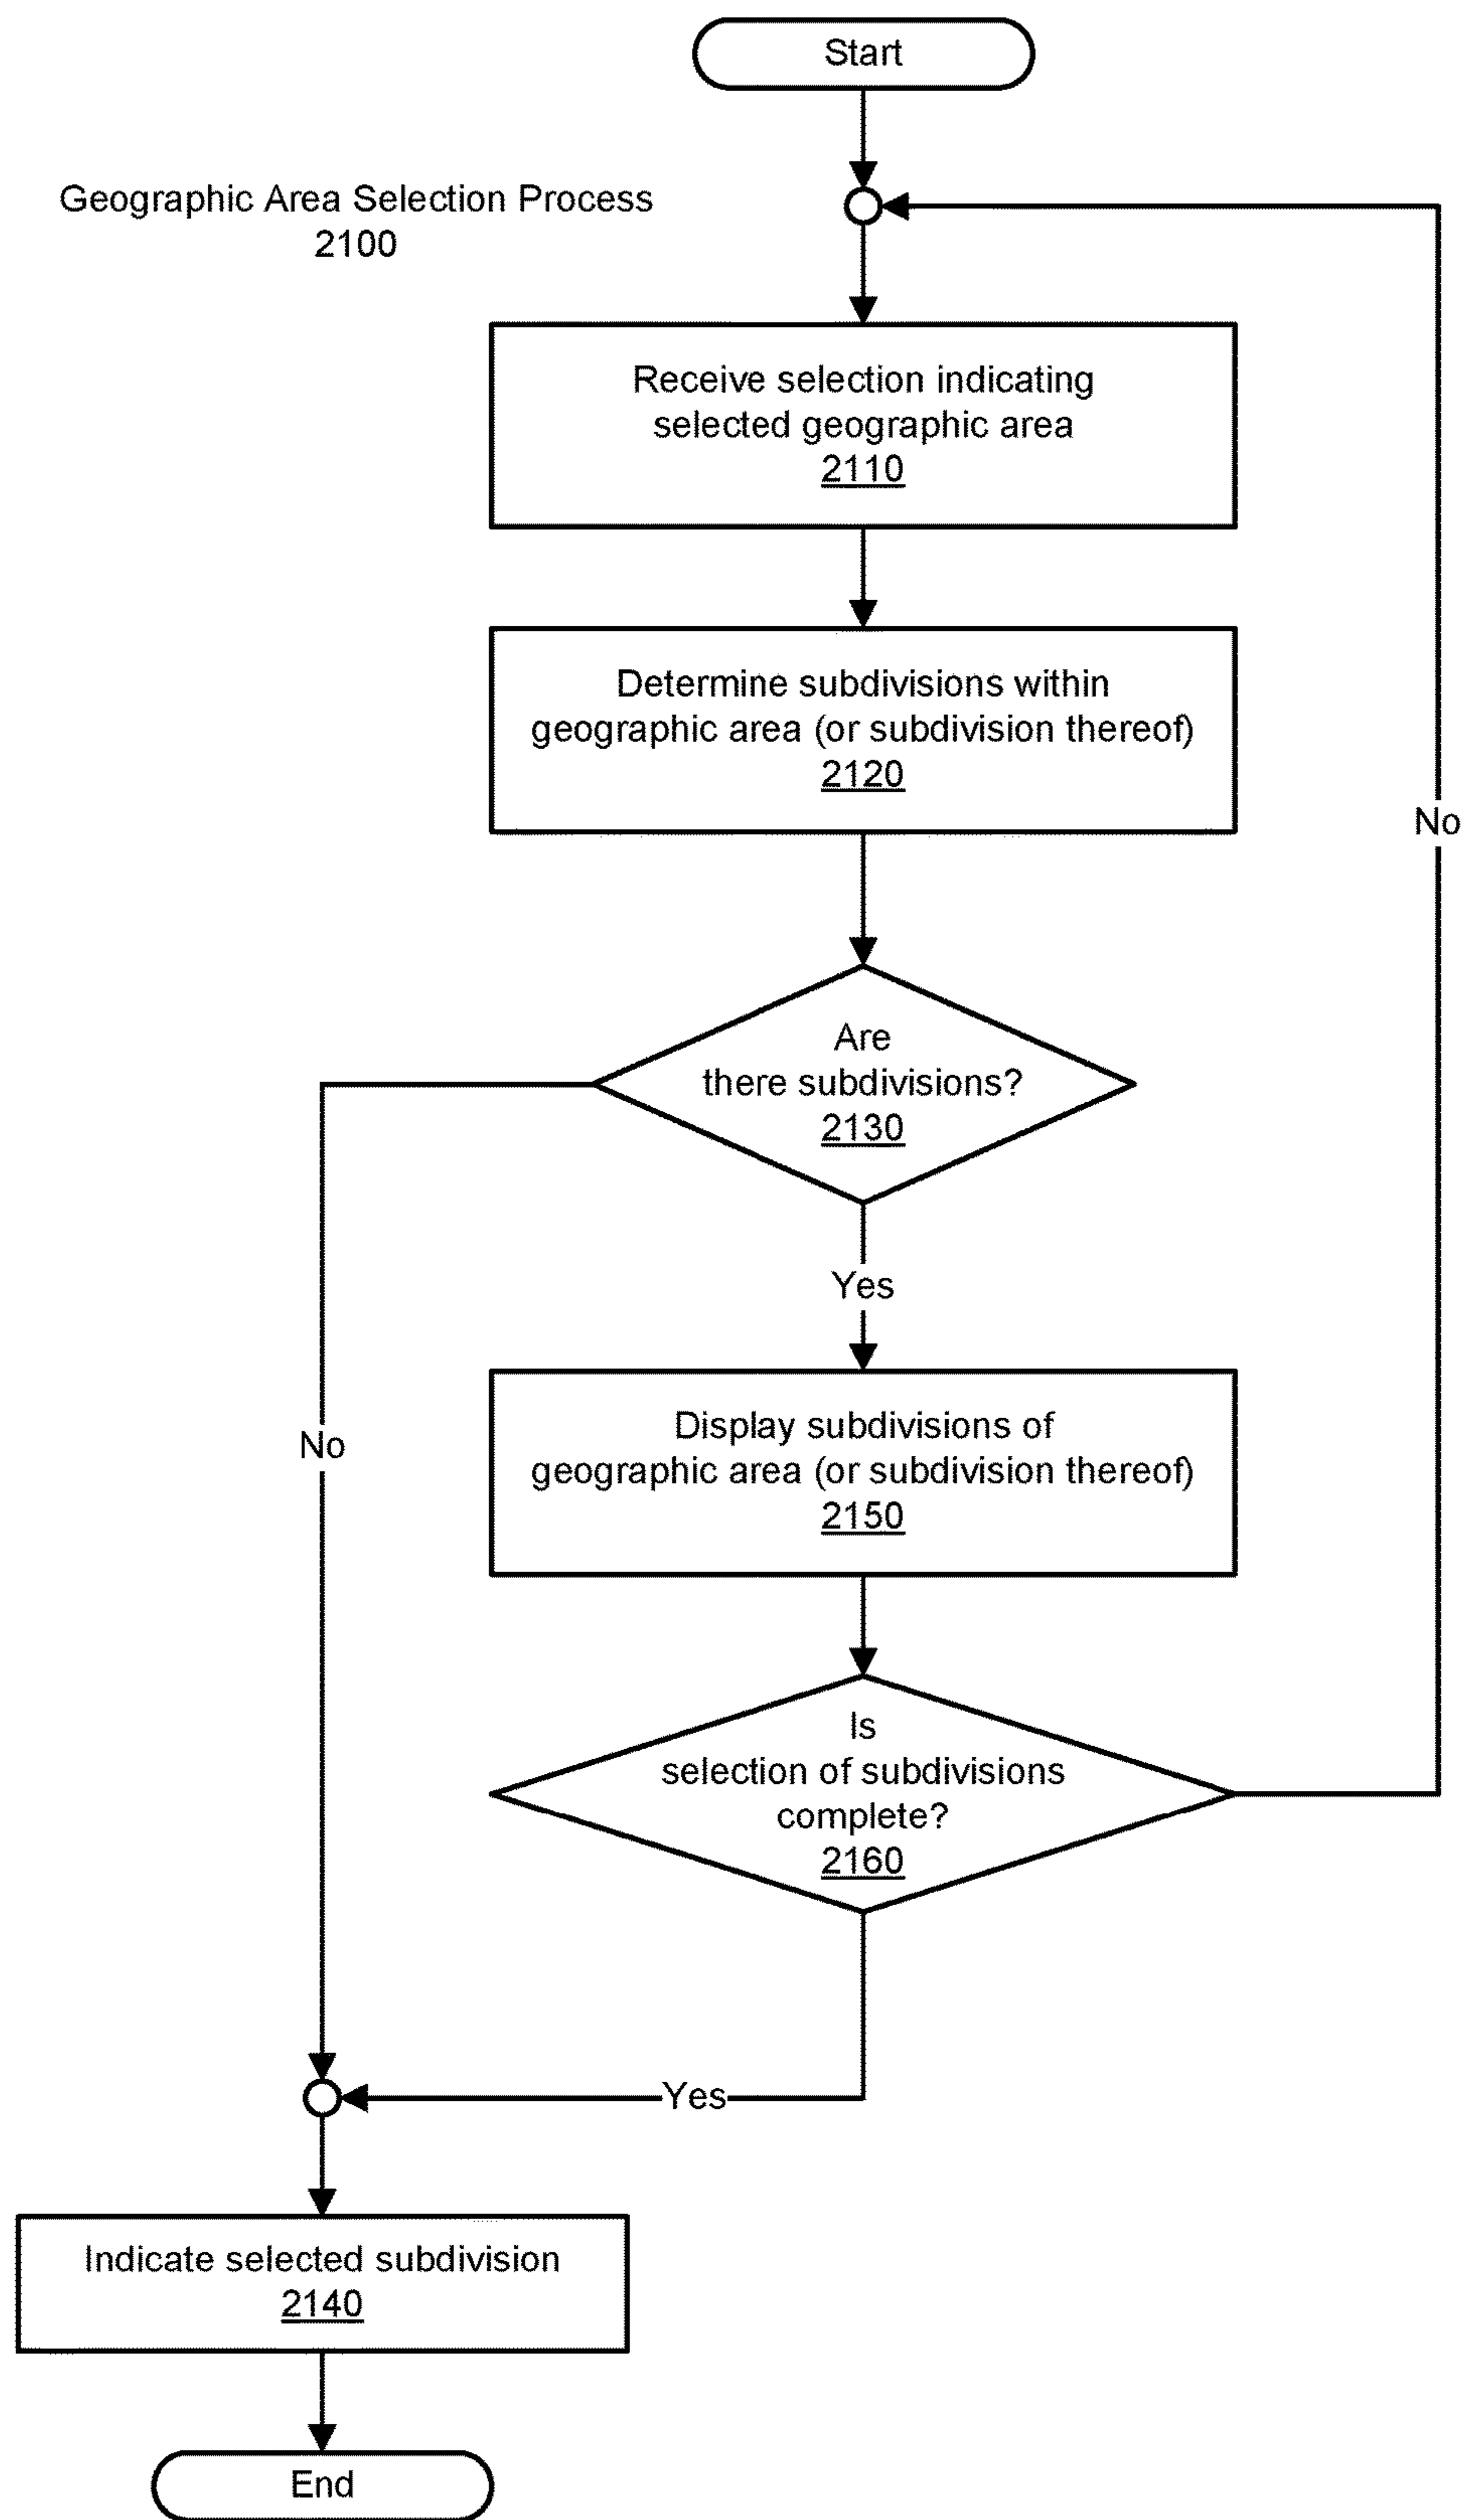 Start
Geographic Area Selection Process
2100
Receive selection indicating
selected geographic area
2110
Determine subdivisions within
geographic area (or subdivision thereof)
2120
No
Are
there subdivisions?
2130
Yes
Display subdivisions of
geographic area (or subdivision thereof)
2150
No
Is
selection of subdivisions
complete?
2160
Yes
Indicate selected subdivision
2140
End